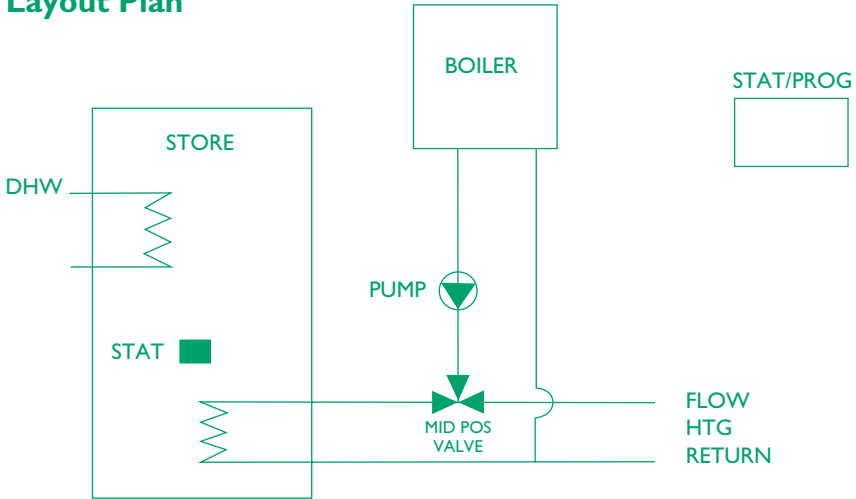 Layout Plan
BOILER
STAT/PROG
STORE
DHW
PUMP
STAT
MID POS
VALVE
FLOW
HTG
RETURN